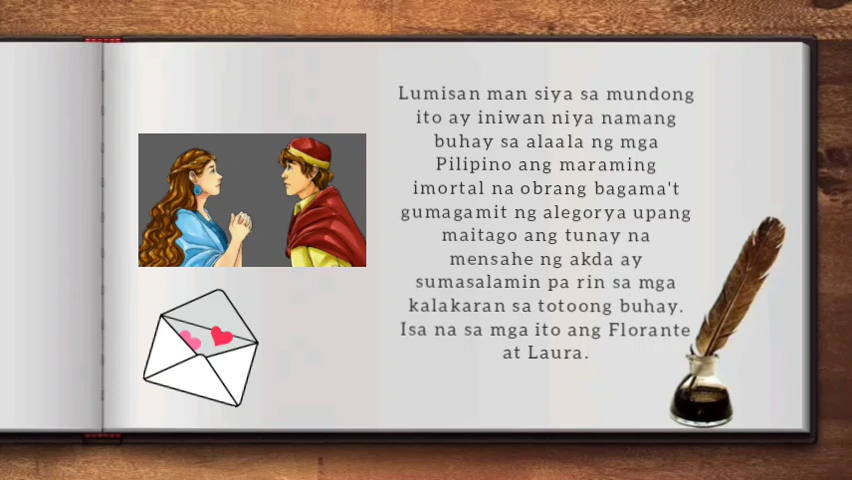 Lumisan man siya sa mundong
ito ay iniwan niya namang
buhay sa alaala ng mga
Pilipino ang maraming
imortal na obrang bagama't
gumagamit ng alegorya upang
maitago ang tunay na
mensahe ng akda ay
sumasalamin pa rin sa mga
kalakaran sa totoong buhay.
Isa na sa mga ito ang Florante
at Laura.